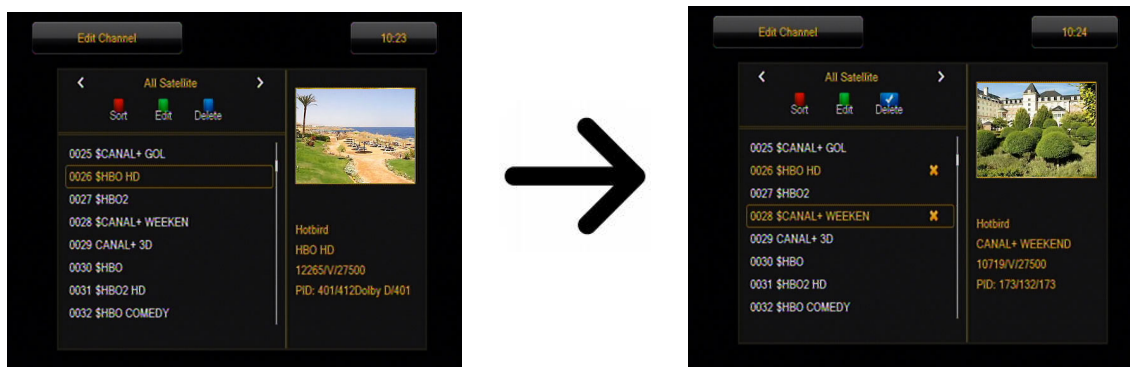 Edit Channel
10:23
All Satellite
Sort Edit Delete
0025 $CANAL+ GOL
0026 $HBO HD
0027 $HBO2
0028 $CANAL+ WEEKEN
0029 CANAL+ 3D
0030 $HBO
0031 $HBO2 HD
0032 $HBO COMEDY
Hotbird
HBO HD
12265/V/27500
PID: 401/412Dolby D/401
Edit Channel
10:24
All Satellite
Sort Edit Delete
0025 $CANAL+ GOL
0026 $HBO HD
0027 $HBO2
0028 $CANAL+ WEEKEN
0029 CANAL+ 3D
0030 $HBO
0031 $HBO2 HD
0032 $HBO COMEDY
Hotbird
CANAL+ WEEKEND
10719/V/27500
PID: 173/132/173